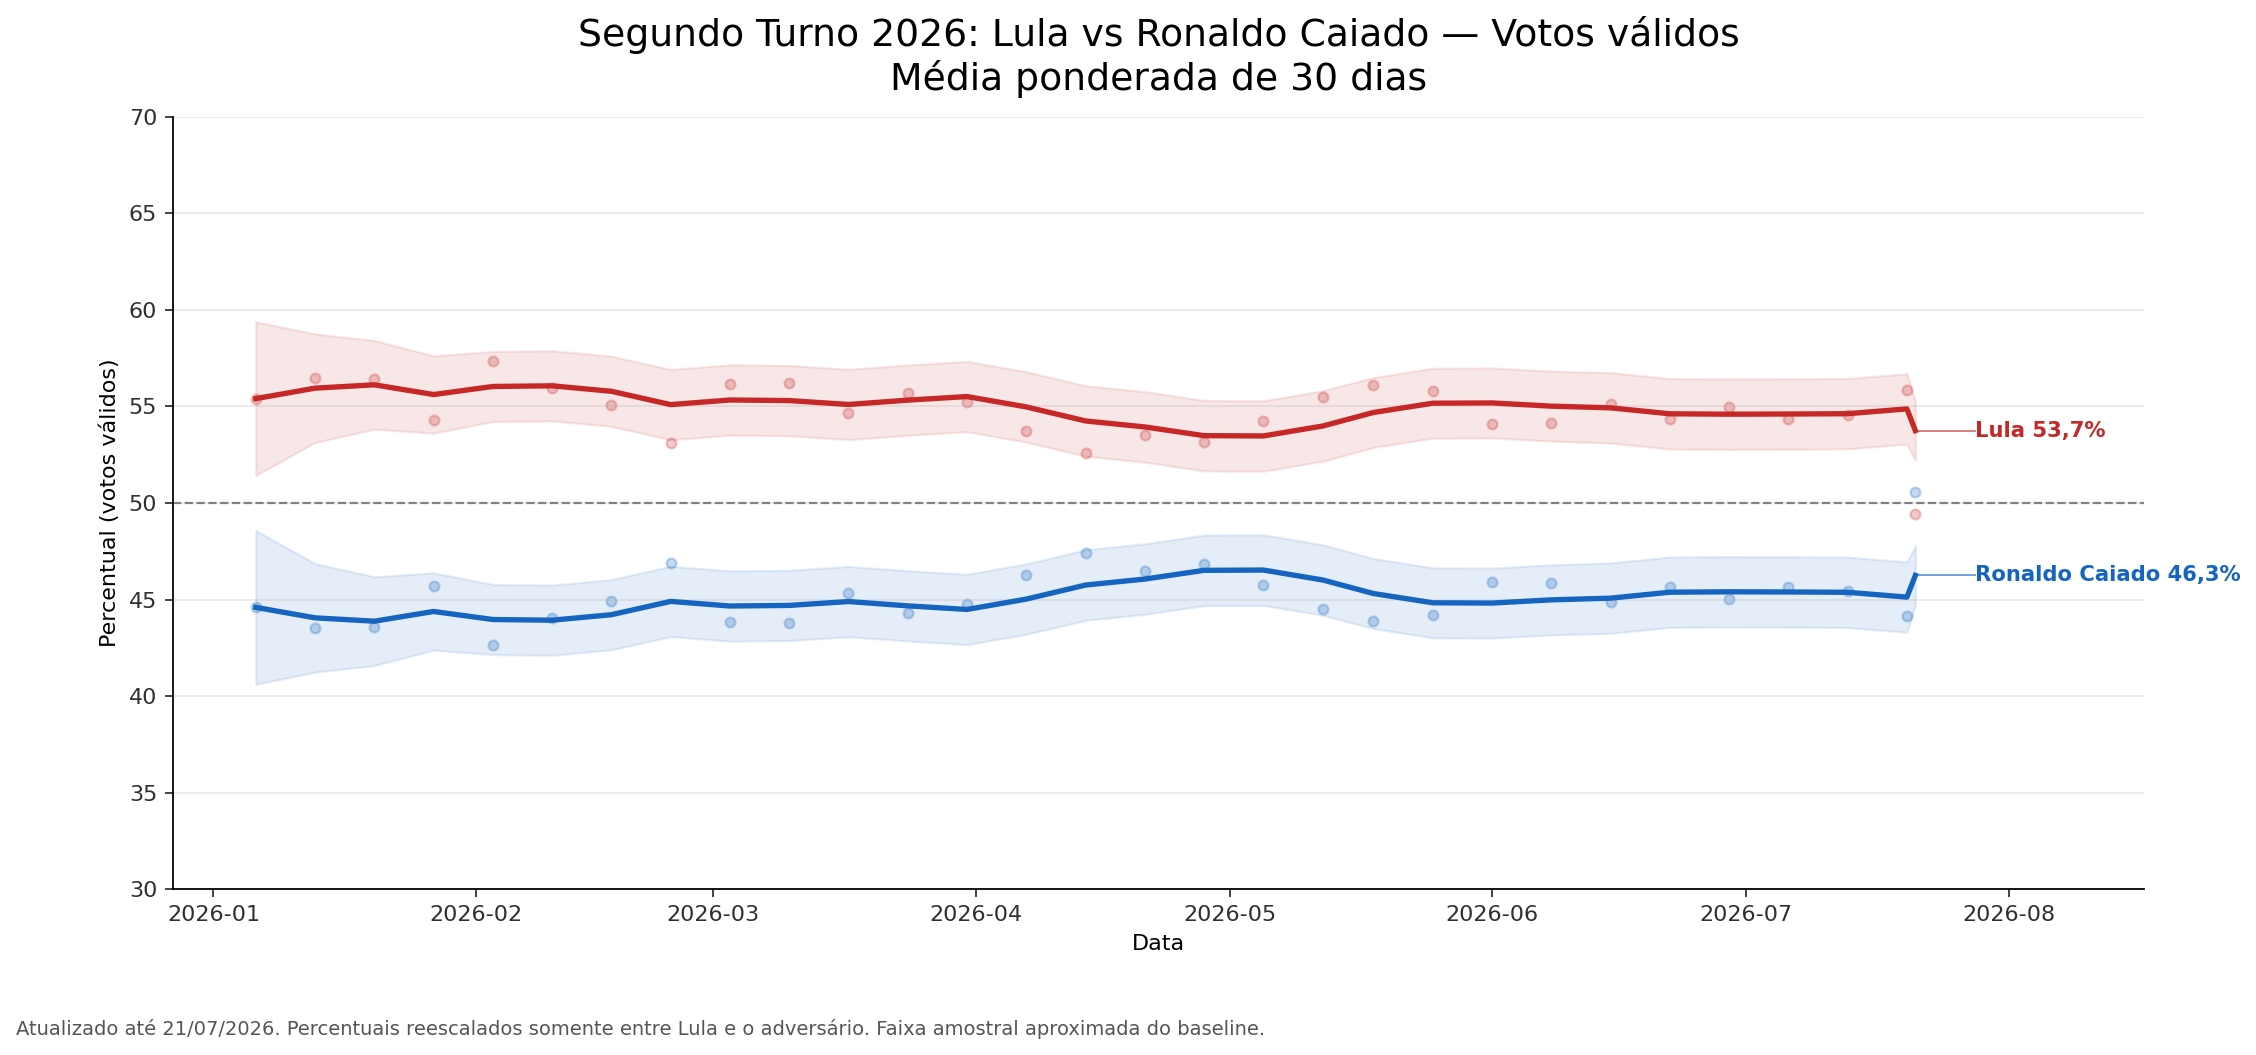 Segundo Turno 2026: Lula vs Ronaldo Caiado — Votos válidos
Média ponderada de 30 dias
Percentual (votos válidos)
70
65
60
55
50
45
40
35
30
Lula 53,7%
Ronaldo Caiado 46,3%
2026-01
2026-02
2026-03
2026-04
2026-05
2026-06
2026-07
2026-08
Data
Atualizado até 21/07/2026. Percentuais reescalados somente entre Lula e o adversário. Faixa amostral aproximada do baseline.